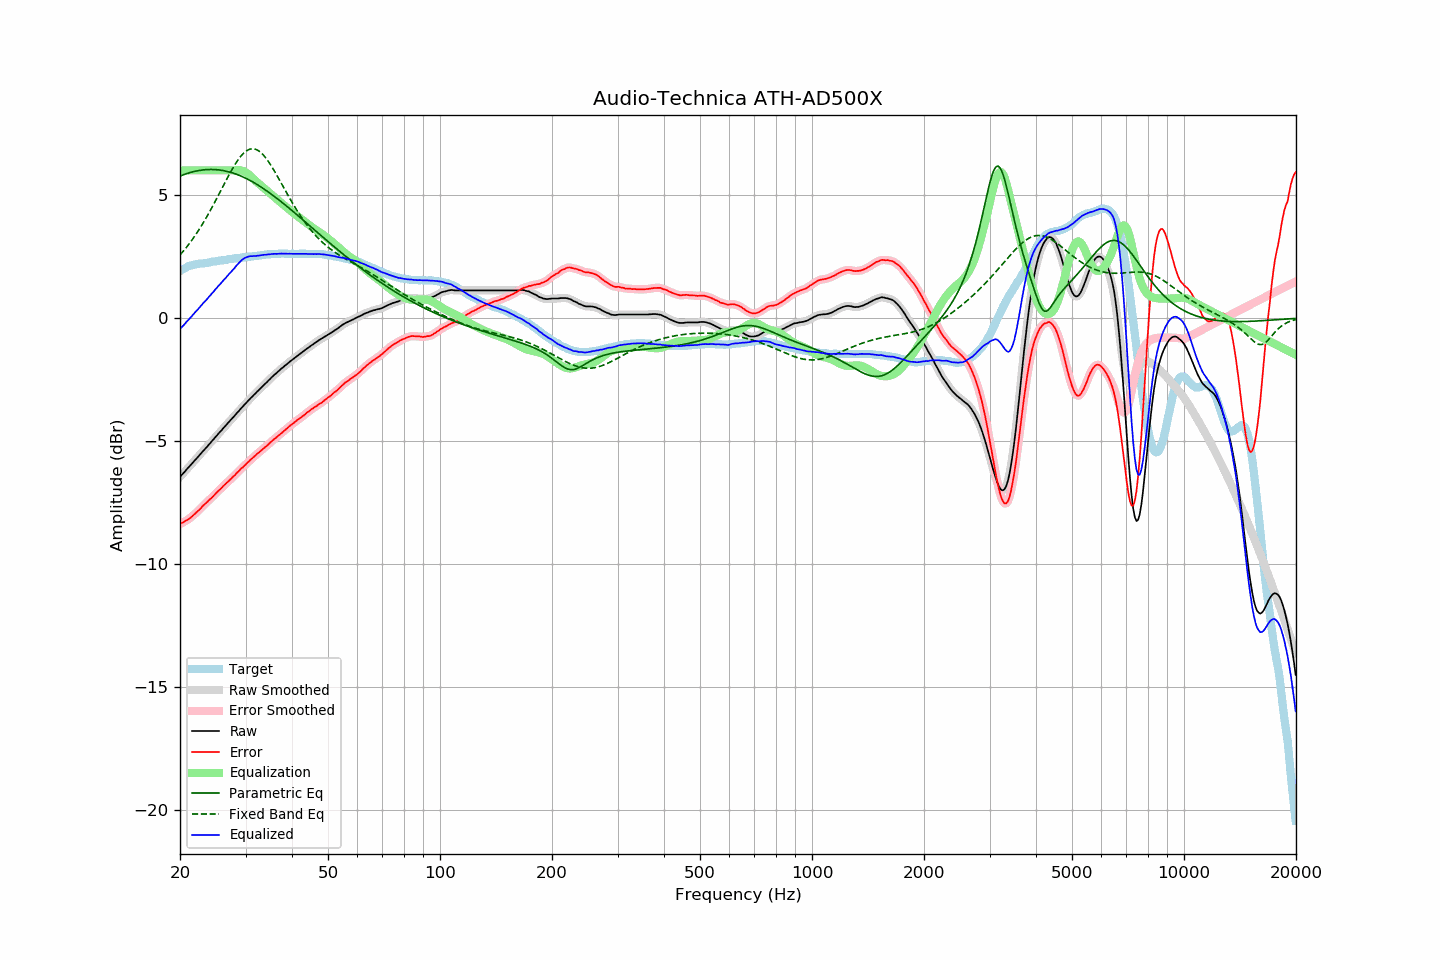 Audio-Technica ATH-AD500X
Amplitude (dBr)
5
0
−5
−10
−15
−20
Target
Raw Smoothed
Error Smoothed
Raw
Error
Equalization
Parametric Eq
Fixed Band Eq
Equalized
20 50 100 200 500 1000 2000 5000 10000 20000
Frequency (Hz)